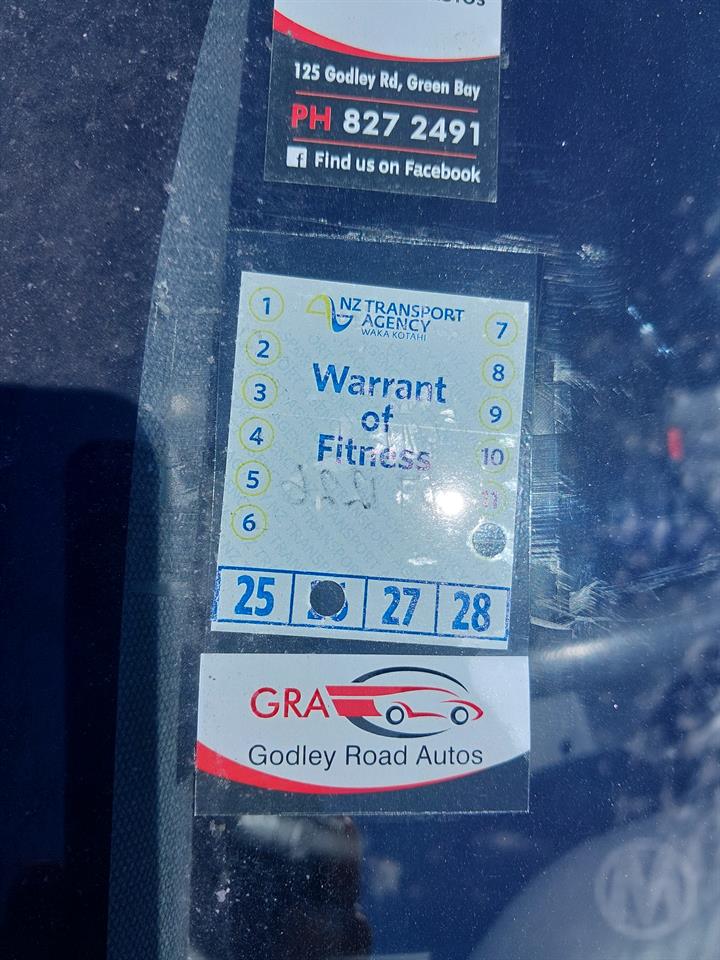 125 Godley Rd, Green Bay
PH 827 2491
Find us on Facebook
NZ TRANSPORT
AGENCY
WAKA KOTAHI
Warrant
of
Fitness
1
2
3
4
5
6
7
8
9
10
11
25 27 28
GRA
Godley Road Autos
M